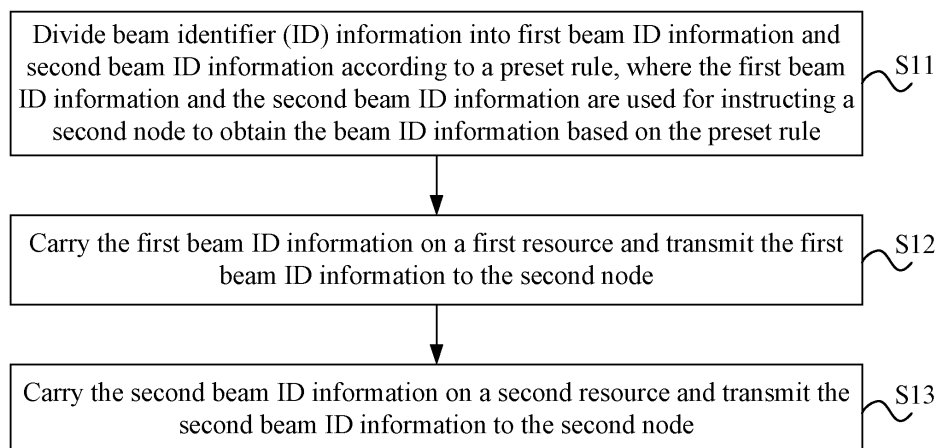 Divide beam identifier (ID) information into first beam ID information and
second beam ID information according to a preset rule, where the first beam
ID information and the second beam ID information are used for instructing a
second node to obtain the beam ID information based on the preset rule
S11
Carry the first beam ID information on a first resource and transmit the first
beam ID information to the second node
S12
Carry the second beam ID information on a second resource and transmit the
second beam ID information to the second node
S13